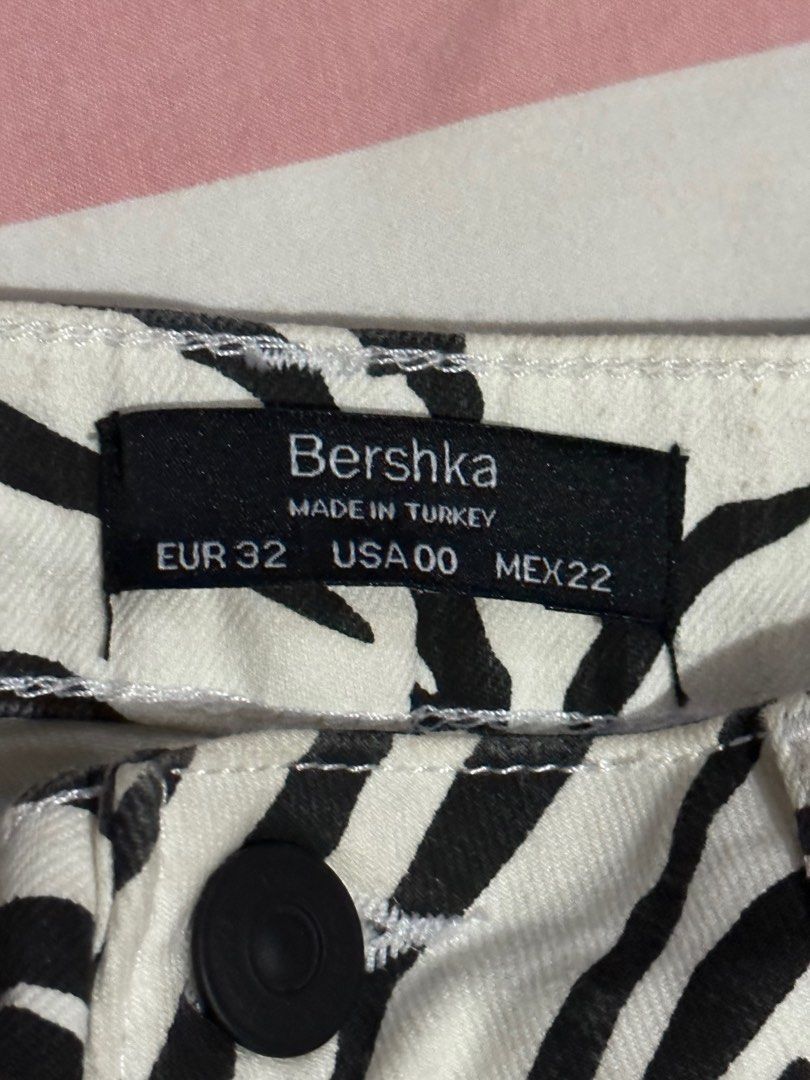 Bershka
MADE IN TURKEY
EUR 32 USA 00 MEX 22